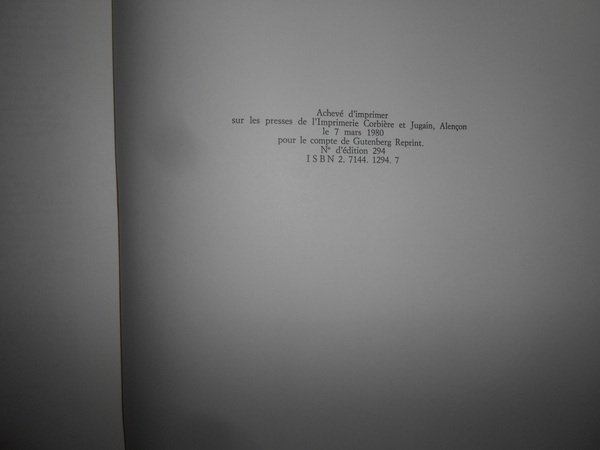 Achevé d'imprimer
sur les presses de l'Imprimerie Corbière et Jugain, Alençon
le 7 mars 1980
pour le compte de Gutenberg Reprint.
N° d'édition 294
I S B N 2. 7144. 1294. 7